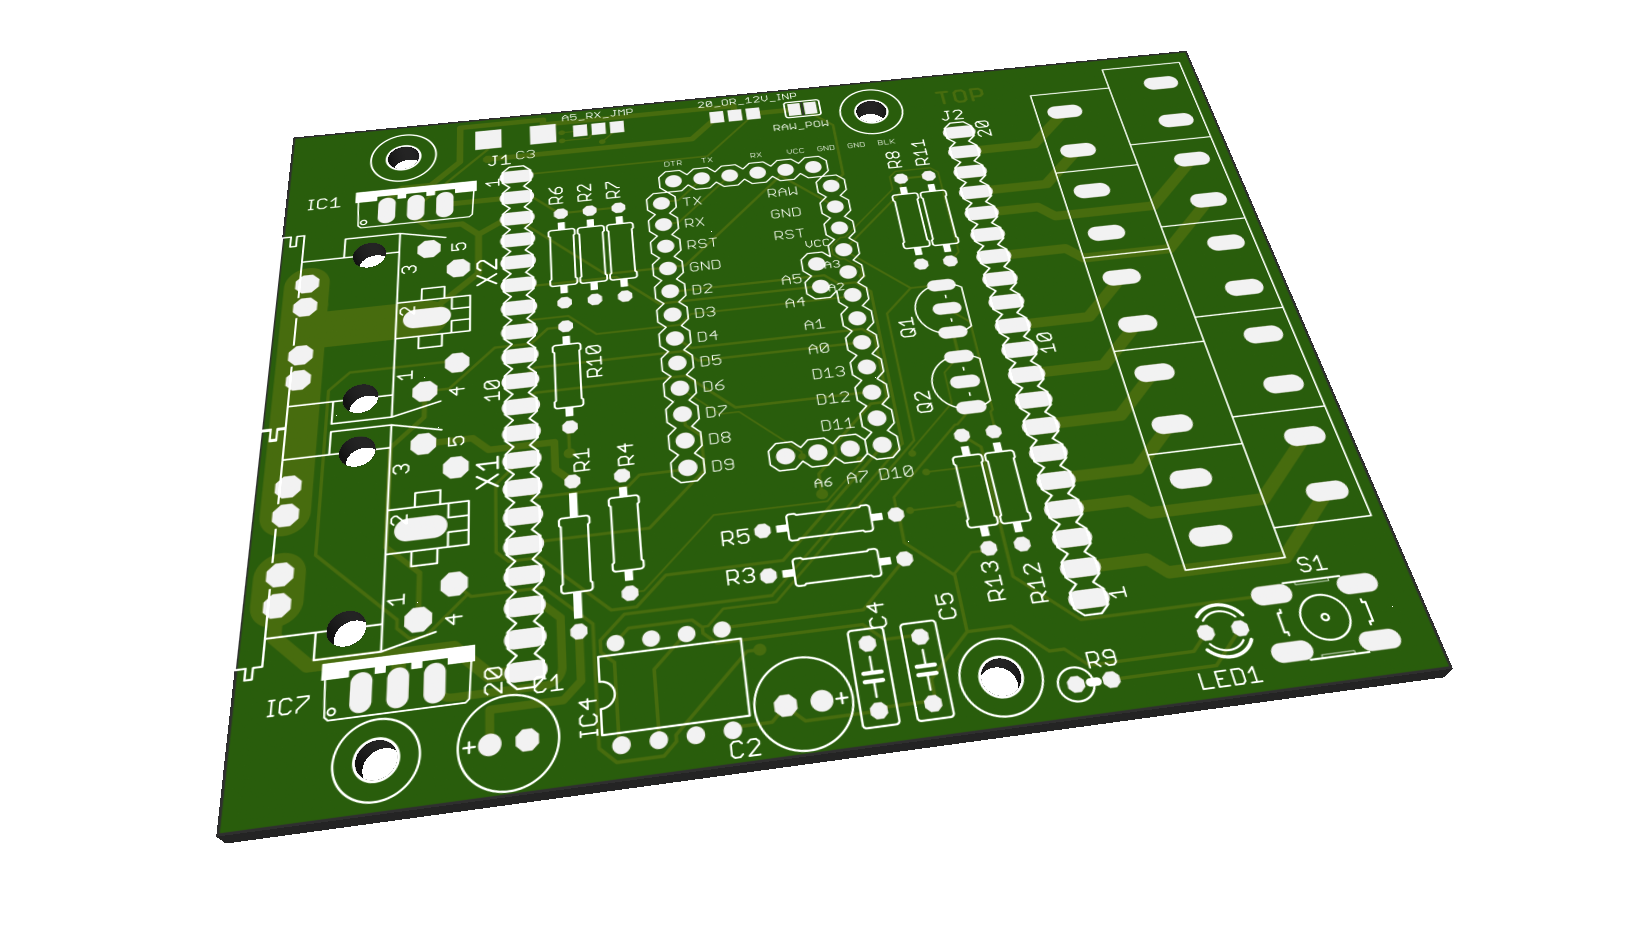 TOP
20_OR_12V_INP
A5_RX_JMP
RAW_POW
J2
20
J1
C3
1
DTR TX RX VCC GND GND BLK
R8
R11
IC1
R6
R2
R7
TX
RAW
RX
GND
RST
RST
GND
VCC
A3
D2
A5
A2
D3
A4
D4
A1
D5
A0
D6
D13
D7
D12
D8
D11
D9
A6 A7 D10
5
3
X2
2
1
4
10
R10
Q1
10
Q2
5
3
X1
2
1
4
R1
R4
R5
R3
R13
R12
1
S1
C4
C5
R9
LED1
IC7
20
C1
IC4
C2
+
+